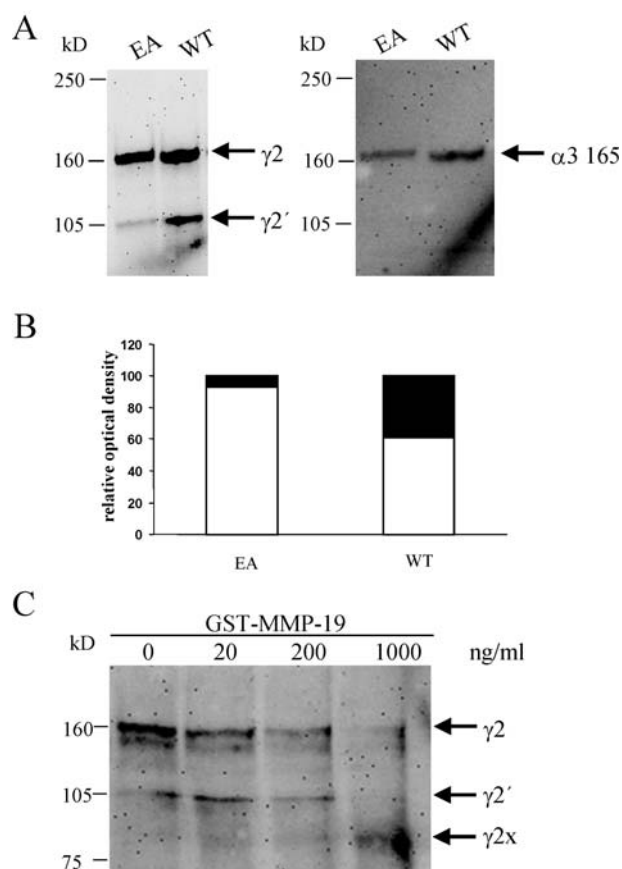 A
kD
EA
WT
250
160
105
γ2
γ2´
kD
EA
WT
250
160
105
α3 165
B
relative optical density
120
100
80
60
40
20
0
EA
WT
C
GST-MMP-19
kD
0 20 200 1000 ng/ml
160
105
75
γ2
γ2´
γ2x